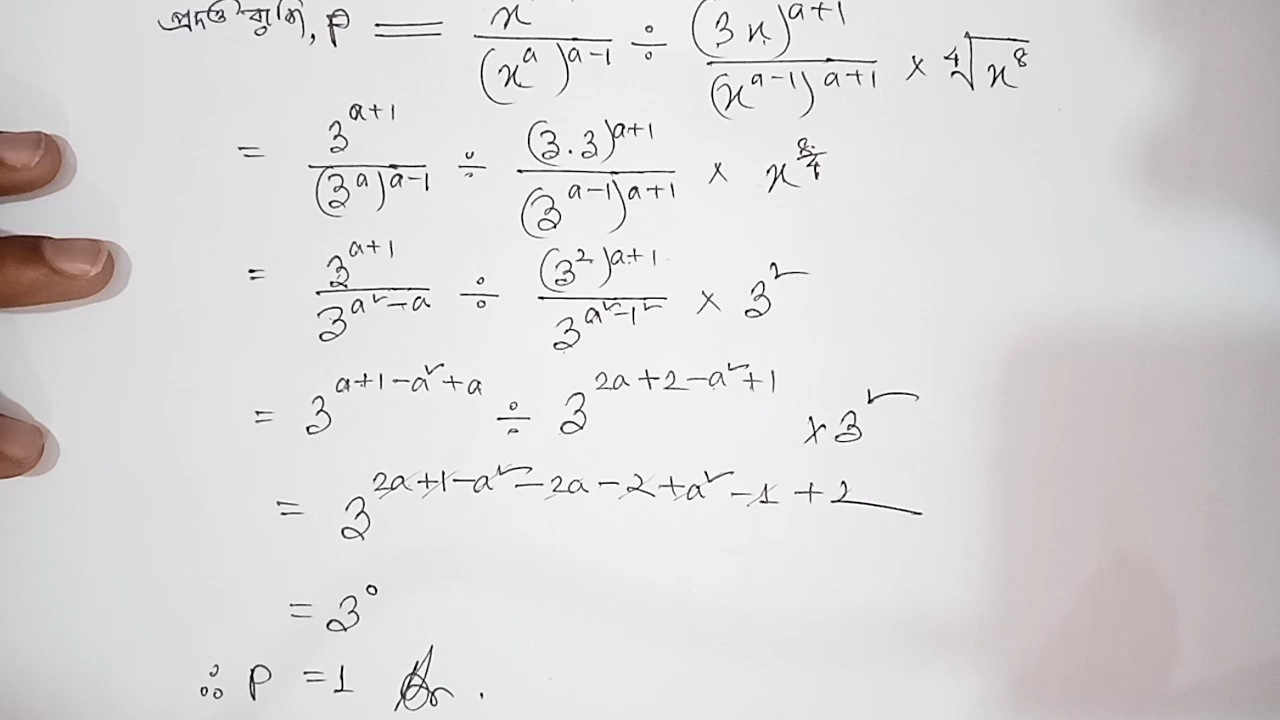 প্রদত্ত রাশি, P = x / (x^a)^(a-1) ÷ (3x)^(a+1) / (x^(a-1))^(a+1) × ⁴√x⁸
= 3^(a+1) / (3^a)^(a-1) ÷ (3.3)^(a+1) / (3^(a-1))^(a+1) × x^(8/4)
= 3^(a+1) / 3^(a²-a) ÷ (3²)^(a+1) / 3^(a²-1²) × 3²
= 3^(a+1-a²+a) ÷ 3^(2a+2-a²+1) × 3²
= 3^(2a+1-a²-2a-2+a²-1+2)
= 3°
∴ P = 1